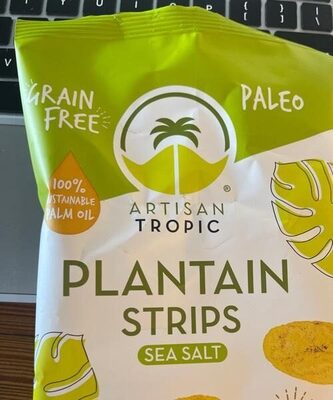 GRAIN
FREE
PALEO
100%
SUSTAINABLE
PALM OIL
®
ARTISAN
TROPIC
PLANTAIN
STRIPS
SEA SALT